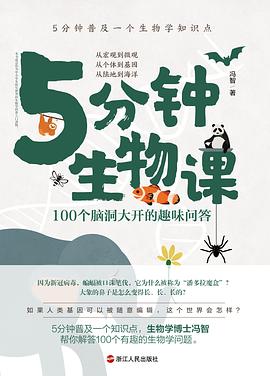 5分钟普及一个生物学知识点
从宏观到微观
从个体到基因
从陆地到海洋
冯智 著
5分钟
生物课
100个脑洞大开的趣味问答
因为新冠病毒，蝙蝠被口诛笔伐，它为什么被称为“潘多拉魔盒”？
大象的鼻子是怎么变得长、长、长的？
如果人类基因可以被随意编辑，这个世界会怎样？
5分钟普及一个知识点，生物学博士冯智
帮你解答100个有趣的生物学问题。
浙江人民出版社